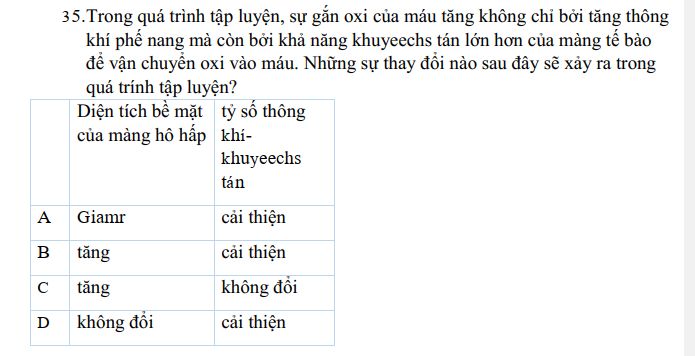 35.Trong quá trình tập luyện, sự gắn oxi của máu tăng không chỉ bởi tăng thông
khí phế nang mà còn bởi khả năng khuyeechs tán lớn hơn của màng tế bào
để vận chuyển oxi vào máu. Những sự thay đổi nào sau đây sẽ xảy ra trong
quá trính tập luyện?
Diện tích bề mặt tỷ số thông
của màng hô hấp khí-
khuyeechs
tán
A Giamr cải thiện
B tăng cải thiện
C tăng không đổi
D không đổi cải thiện